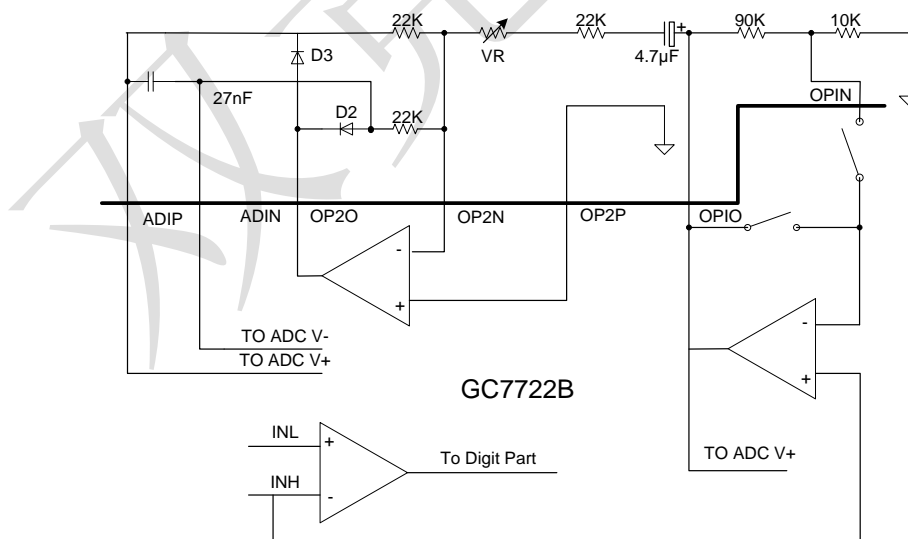 22K
22K
90K
10K
D3
VR
4.7µF
+
27nF
D2
22K
OPIN
ADIP
ADIN
OP2O
OP2N
OP2P
OPIO
-
+
-
+
TO ADC V-
TO ADC V+
GC7722B
INL
+
To Digit Part
TO ADC V+
INH
-